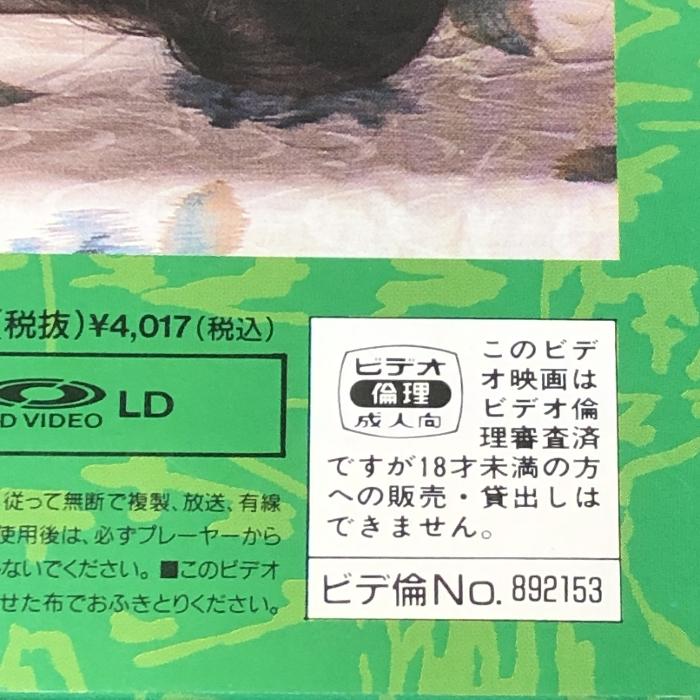 (税抜)¥4,017(税込)
D VIDEO LD
従って無断で複製、放送、有線
使用後は、必ずプレーヤーから
ないでください。■このビデオ
せた布でおふきとりください。
ビデオ
倫理
成人向
このビデ
オ映画は
ビデオ倫
理審査済
ですが18才未満の方
への販売・貸出しは
できません。
ビデ倫No. 892153